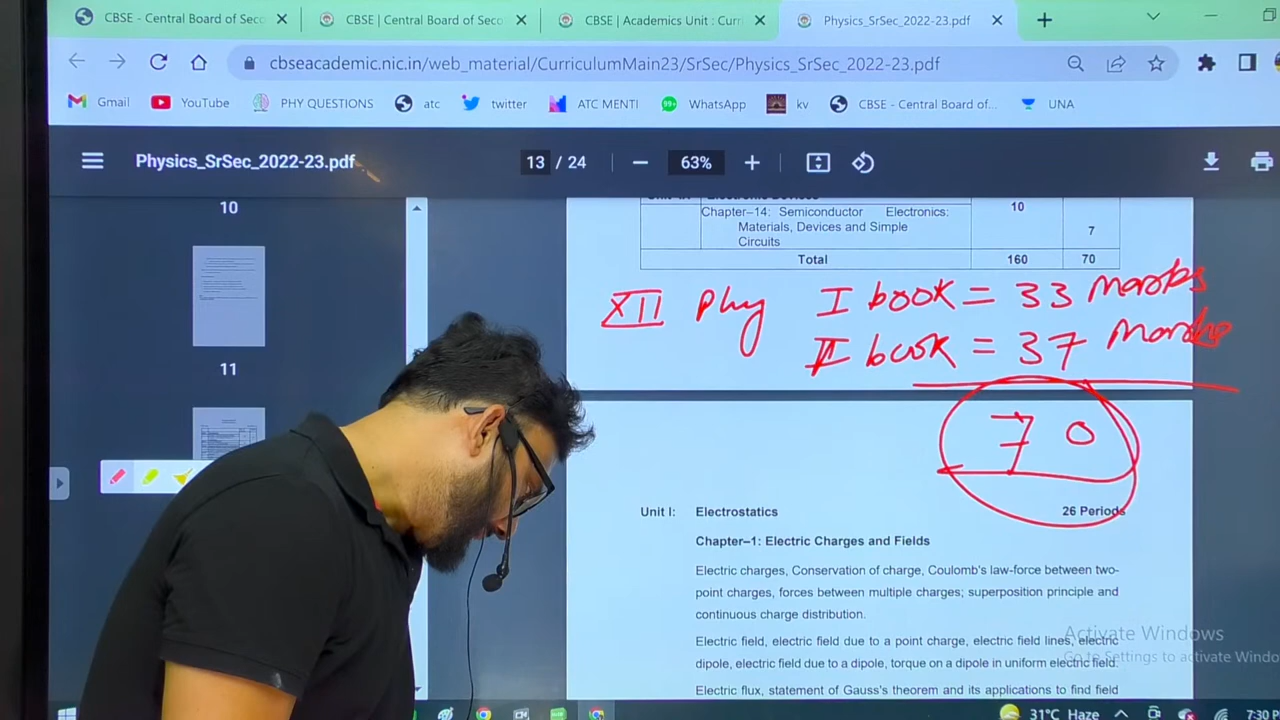 CBSE - Central Board of Seco
CBSE | Central Board of Seco
CBSE | Academics Unit : Curri
Physics_SrSec_2022-23.pdf
cbseacademic.nic.in/web_material/CurriculumMain23/SrSec/Physics_SrSec_2022-23.pdf
Gmail YouTube PHY QUESTIONS atc twitter ATC MENTI 99+ WhatsApp kv CBSE - Central Board of... UNA
Physics_SrSec_2022-23.pdf 13 / 24 63%
10
11
Chapter–14: Semiconductor Electronics: 10
Materials, Devices and Simple 7
Circuits
Total 160 70
XII Phy I book = 33 marks
II book = 37 marks
70
Unit I: Electrostatics 26 Periods
Chapter–1: Electric Charges and Fields
Electric charges, Conservation of charge, Coulomb's law-force between two-
point charges, forces between multiple charges; superposition principle and
continuous charge distribution.
Electric field, electric field due to a point charge, electric field lines, electric
dipole, electric field due to a dipole, torque on a dipole in uniform electric field.
Electric flux, statement of Gauss's theorem and its applications to find field
Activate Windows
Go to Settings to activate Windo
31°C Haze 7:30 P